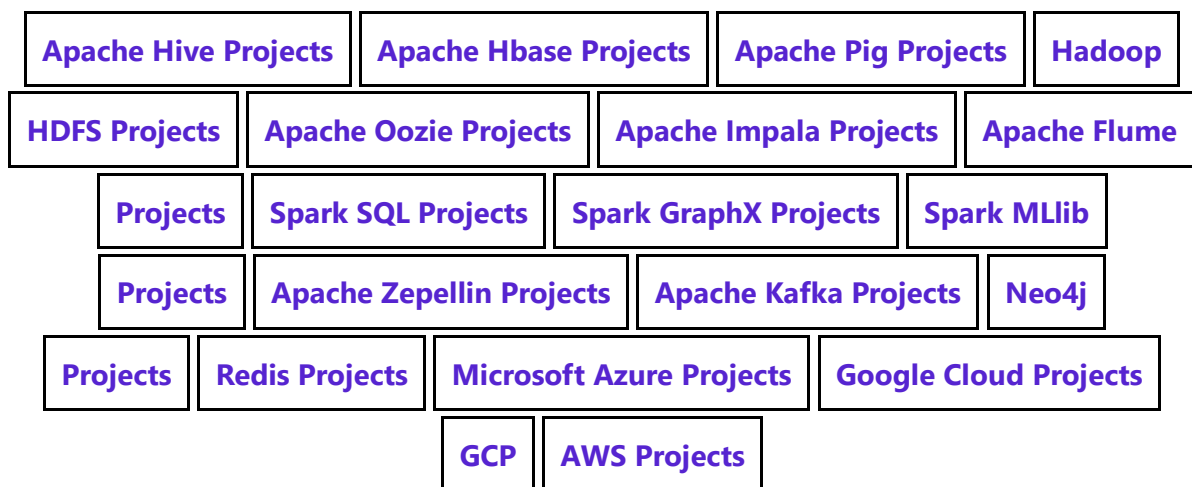 Apache Hive Projects Apache Hbase Projects Apache Pig Projects Hadoop
HDFS Projects Apache Oozie Projects Apache Impala Projects Apache Flume
Projects Spark SQL Projects Spark GraphX Projects Spark MLlib
Projects Apache Zepellin Projects Apache Kafka Projects Neo4j
Projects Redis Projects Microsoft Azure Projects Google Cloud Projects
GCP AWS Projects